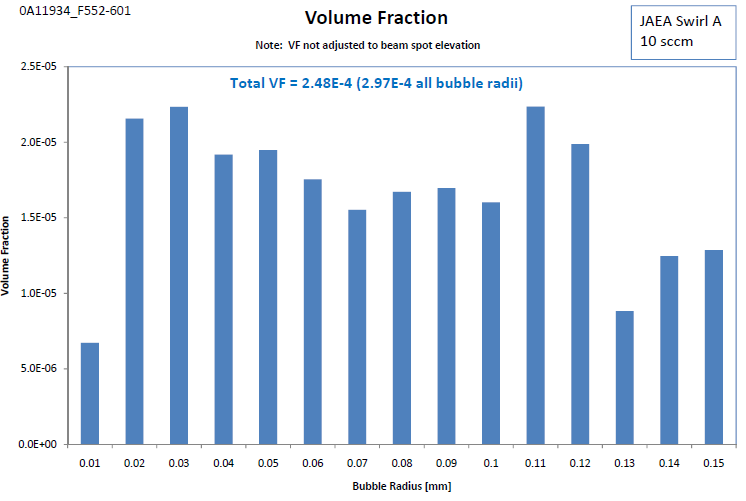 0A11934_F552-601
Volume Fraction
JAEA Swirl A
10 sccm
Note: VF not adjusted to beam spot elevation
Total VF = 2.48E-4 (2.97E-4 all bubble radii)
2.5E-05
2.0E-05
1.5E-05
1.0E-05
5.0E-06
0.0E+00
Volume Fraction
0.01 0.02 0.03 0.04 0.05 0.06 0.07 0.08 0.09 0.1 0.11 0.12 0.13 0.14 0.15
Bubble Radius [mm]